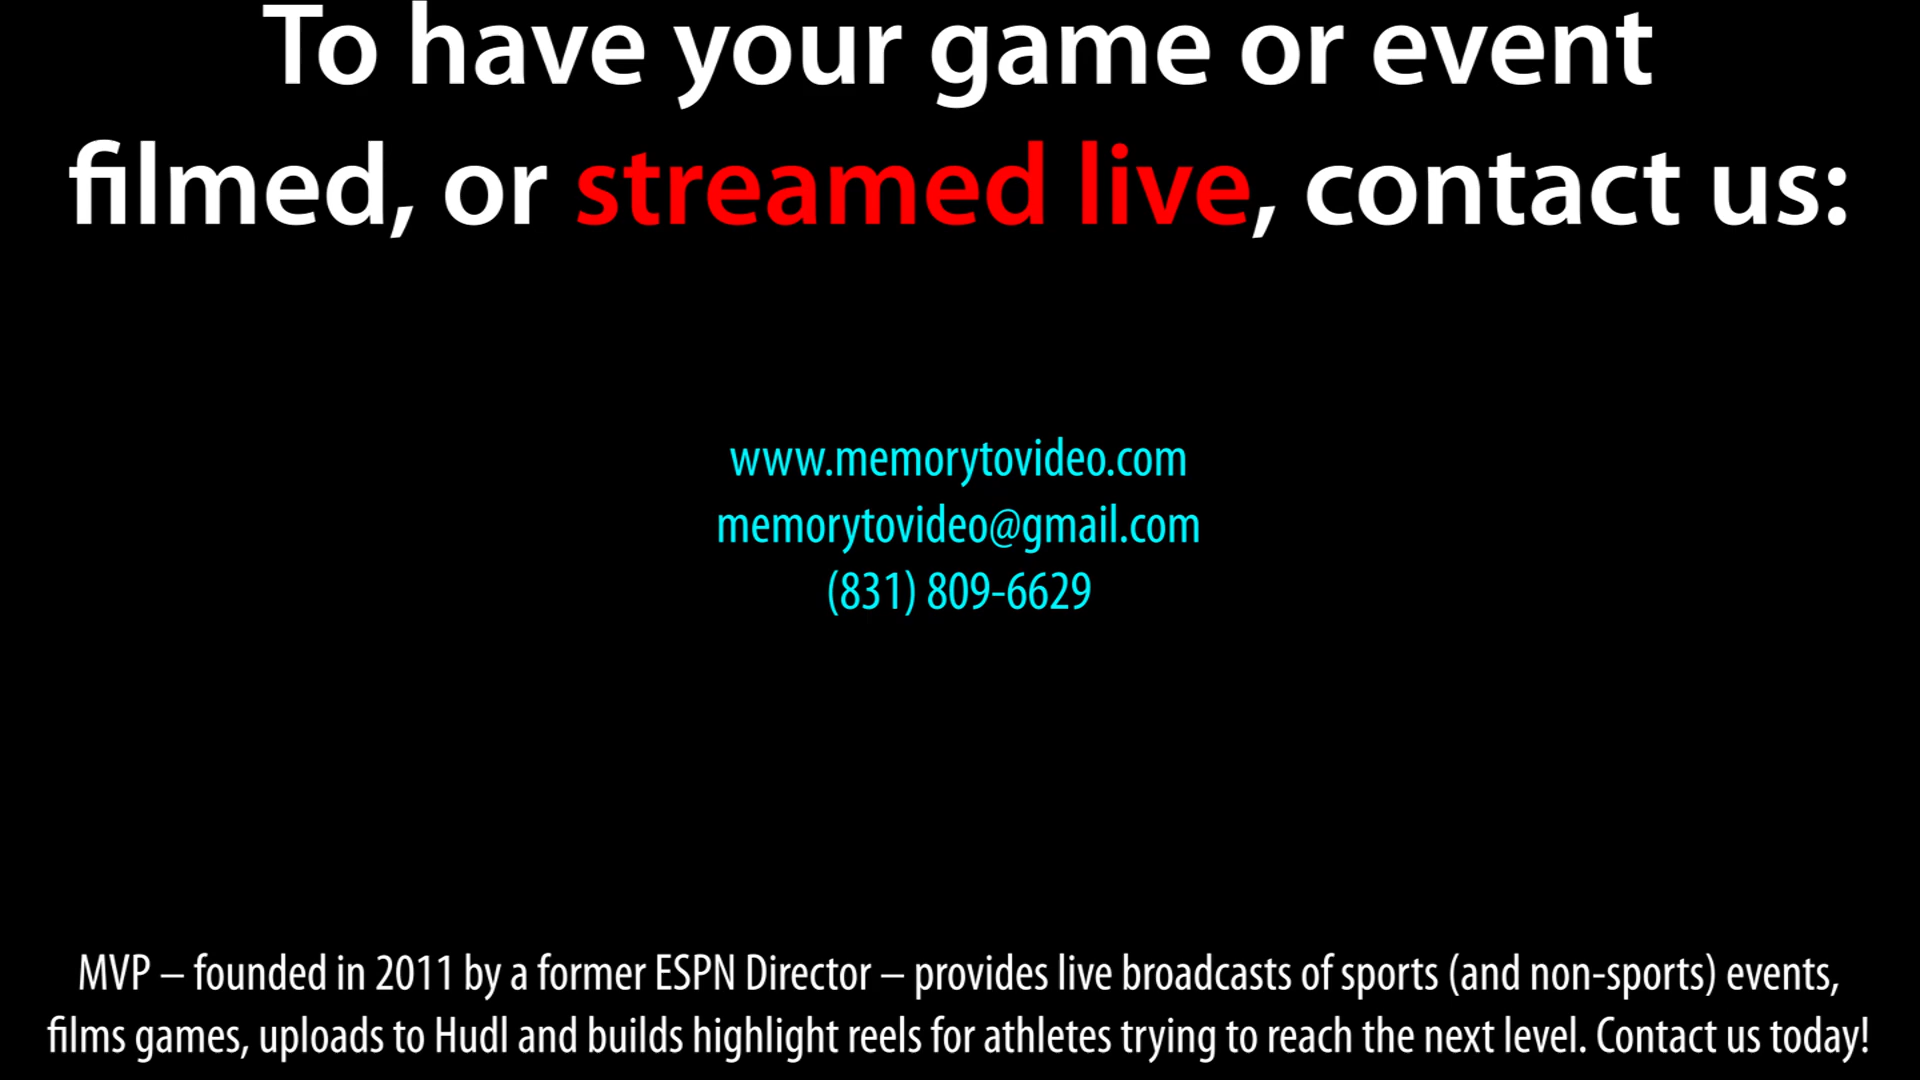 To have your game or event
filmed, or streamed live, contact us:
www.memorytovideo.com
memorytovideo@gmail.com
(831) 809-6629
MVP – founded in 2011 by a former ESPN Director – provides live broadcasts of sports (and non-sports) events,
films games, uploads to Hudl and builds highlight reels for athletes trying to reach the next level. Contact us today!